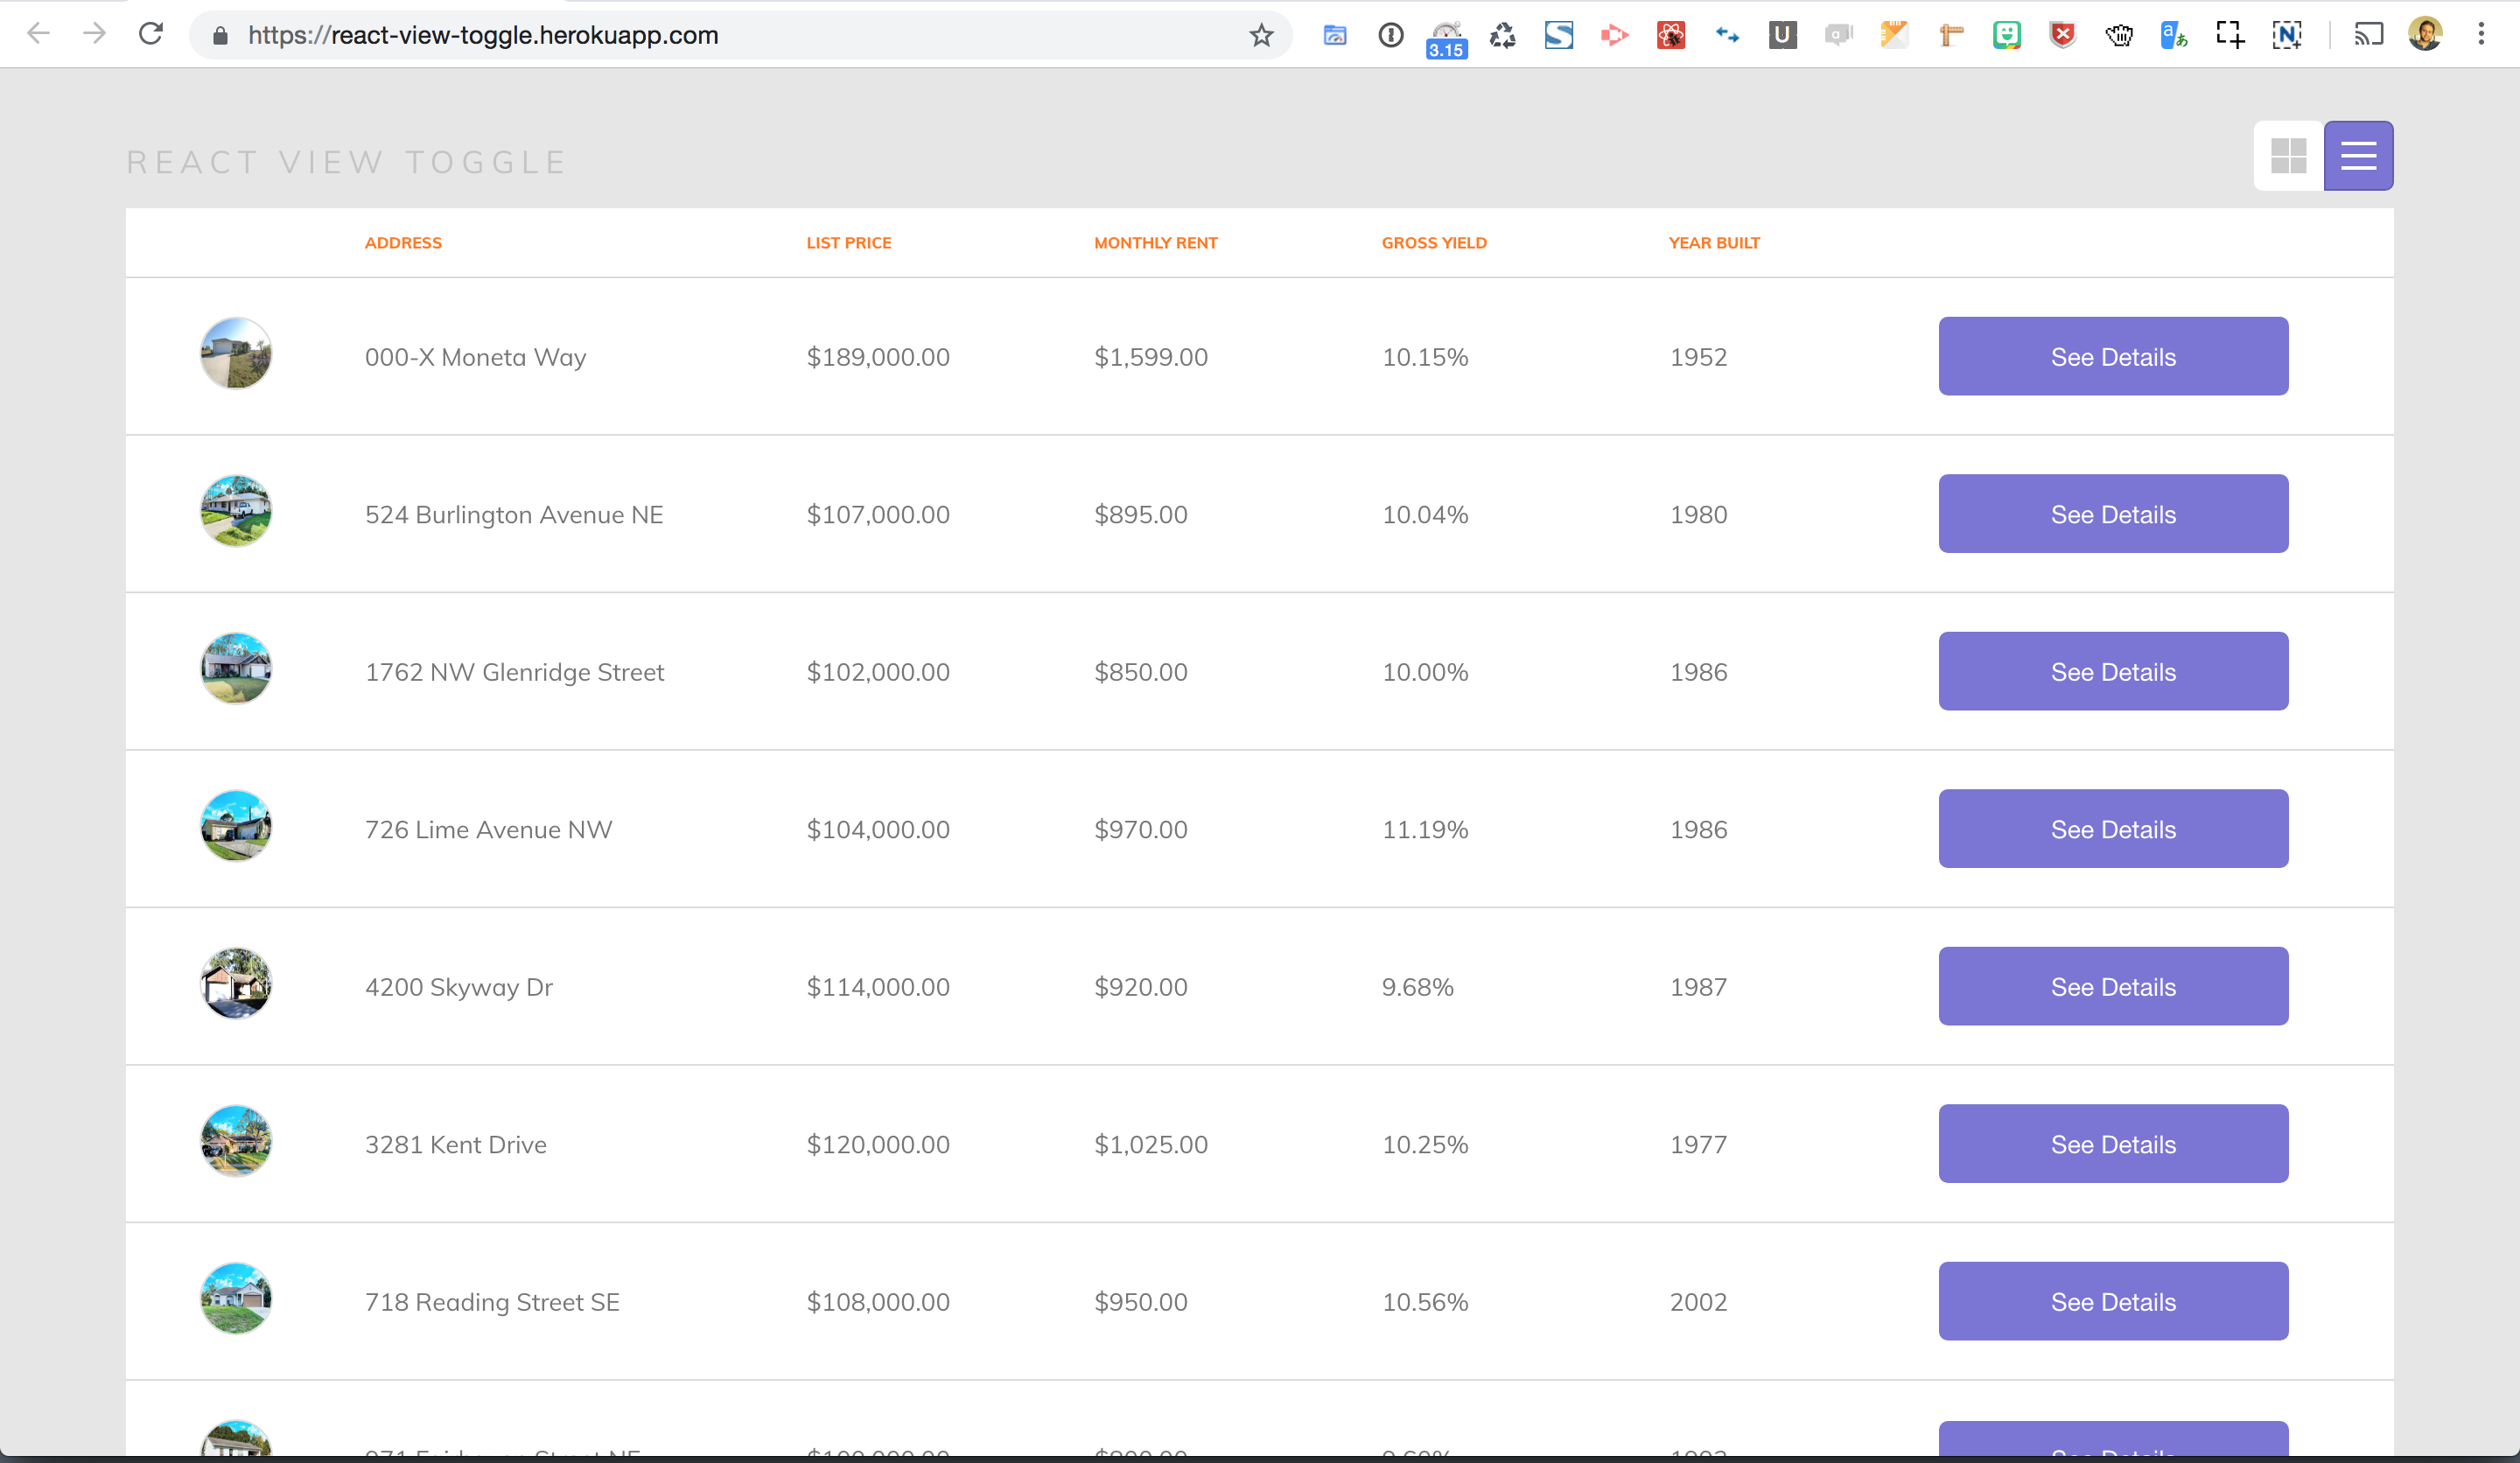 https://react-view-toggle.herokuapp.com
3.15
REACT VIEW TOGGLE
ADDRESS LIST PRICE MONTHLY RENT GROSS YIELD YEAR BUILT
000-X Moneta Way $189,000.00 $1,599.00 10.15% 1952 See Details
524 Burlington Avenue NE $107,000.00 $895.00 10.04% 1980 See Details
1762 NW Glenridge Street $102,000.00 $850.00 10.00% 1986 See Details
726 Lime Avenue NW $104,000.00 $970.00 11.19% 1986 See Details
4200 Skyway Dr $114,000.00 $920.00 9.68% 1987 See Details
3281 Kent Drive $120,000.00 $1,025.00 10.25% 1977 See Details
718 Reading Street SE $108,000.00 $950.00 10.56% 2002 See Details
See Details